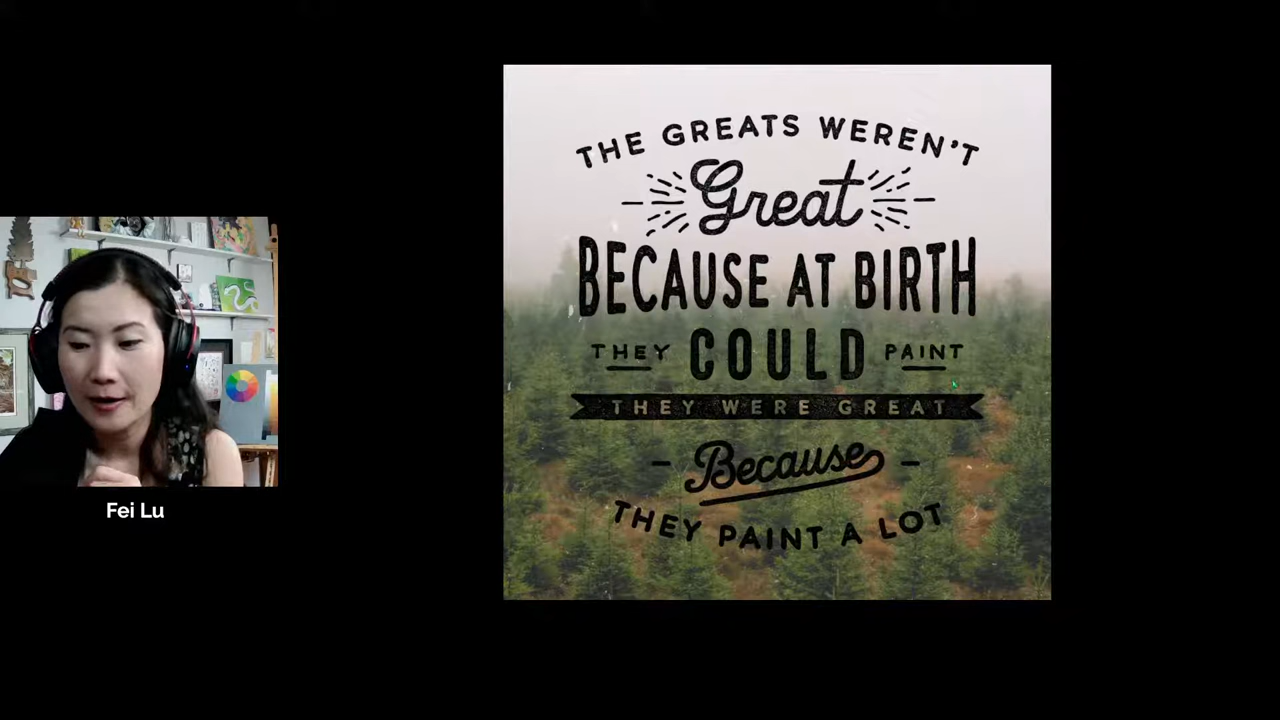 THE GREATS WEREN'T
Great
BECAUSE AT BIRTH
THEY COULD PAINT
THEY WERE GREAT
Because
THEY PAINT A LOT
Fei Lu